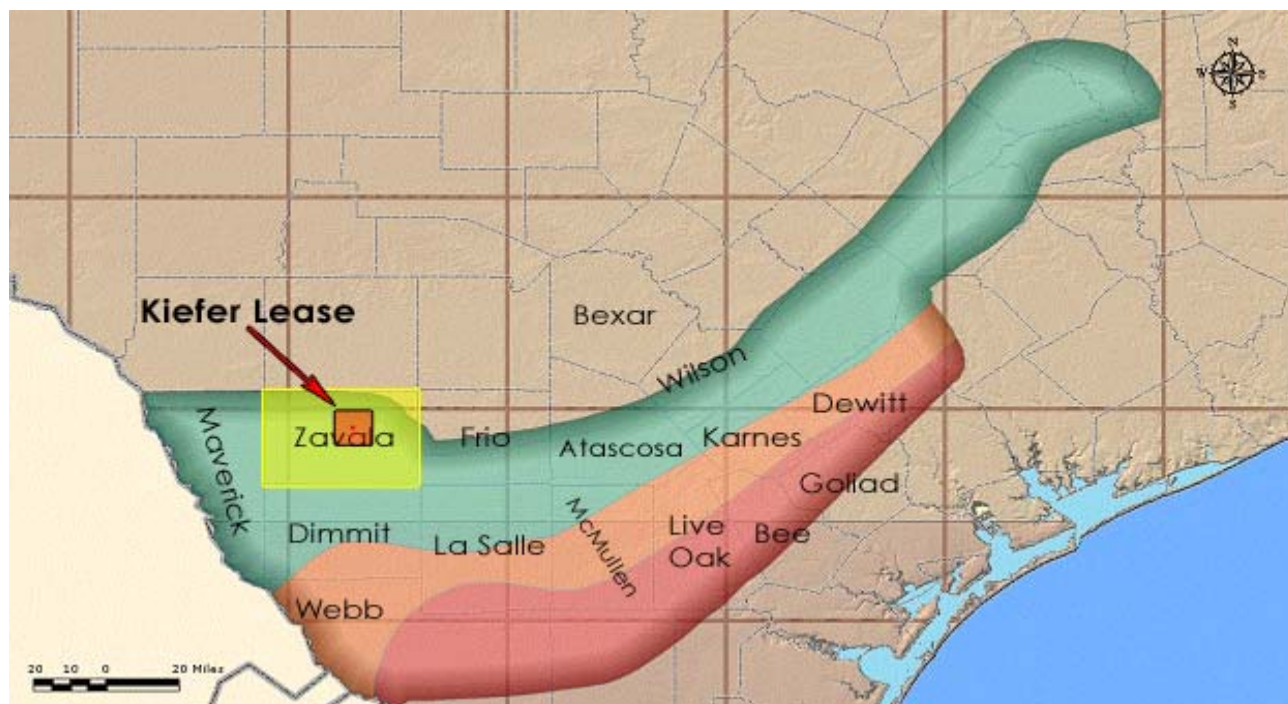 N
W E
S
Kiefer Lease
Bexar
Wilson
Dewitt
Maverick
Zavala
Frio
Atascosa
Karnes
Goliad
Dimmit
La Salle
McMullen
Live
Oak
Bee
Webb
20 10 0 20 Miles